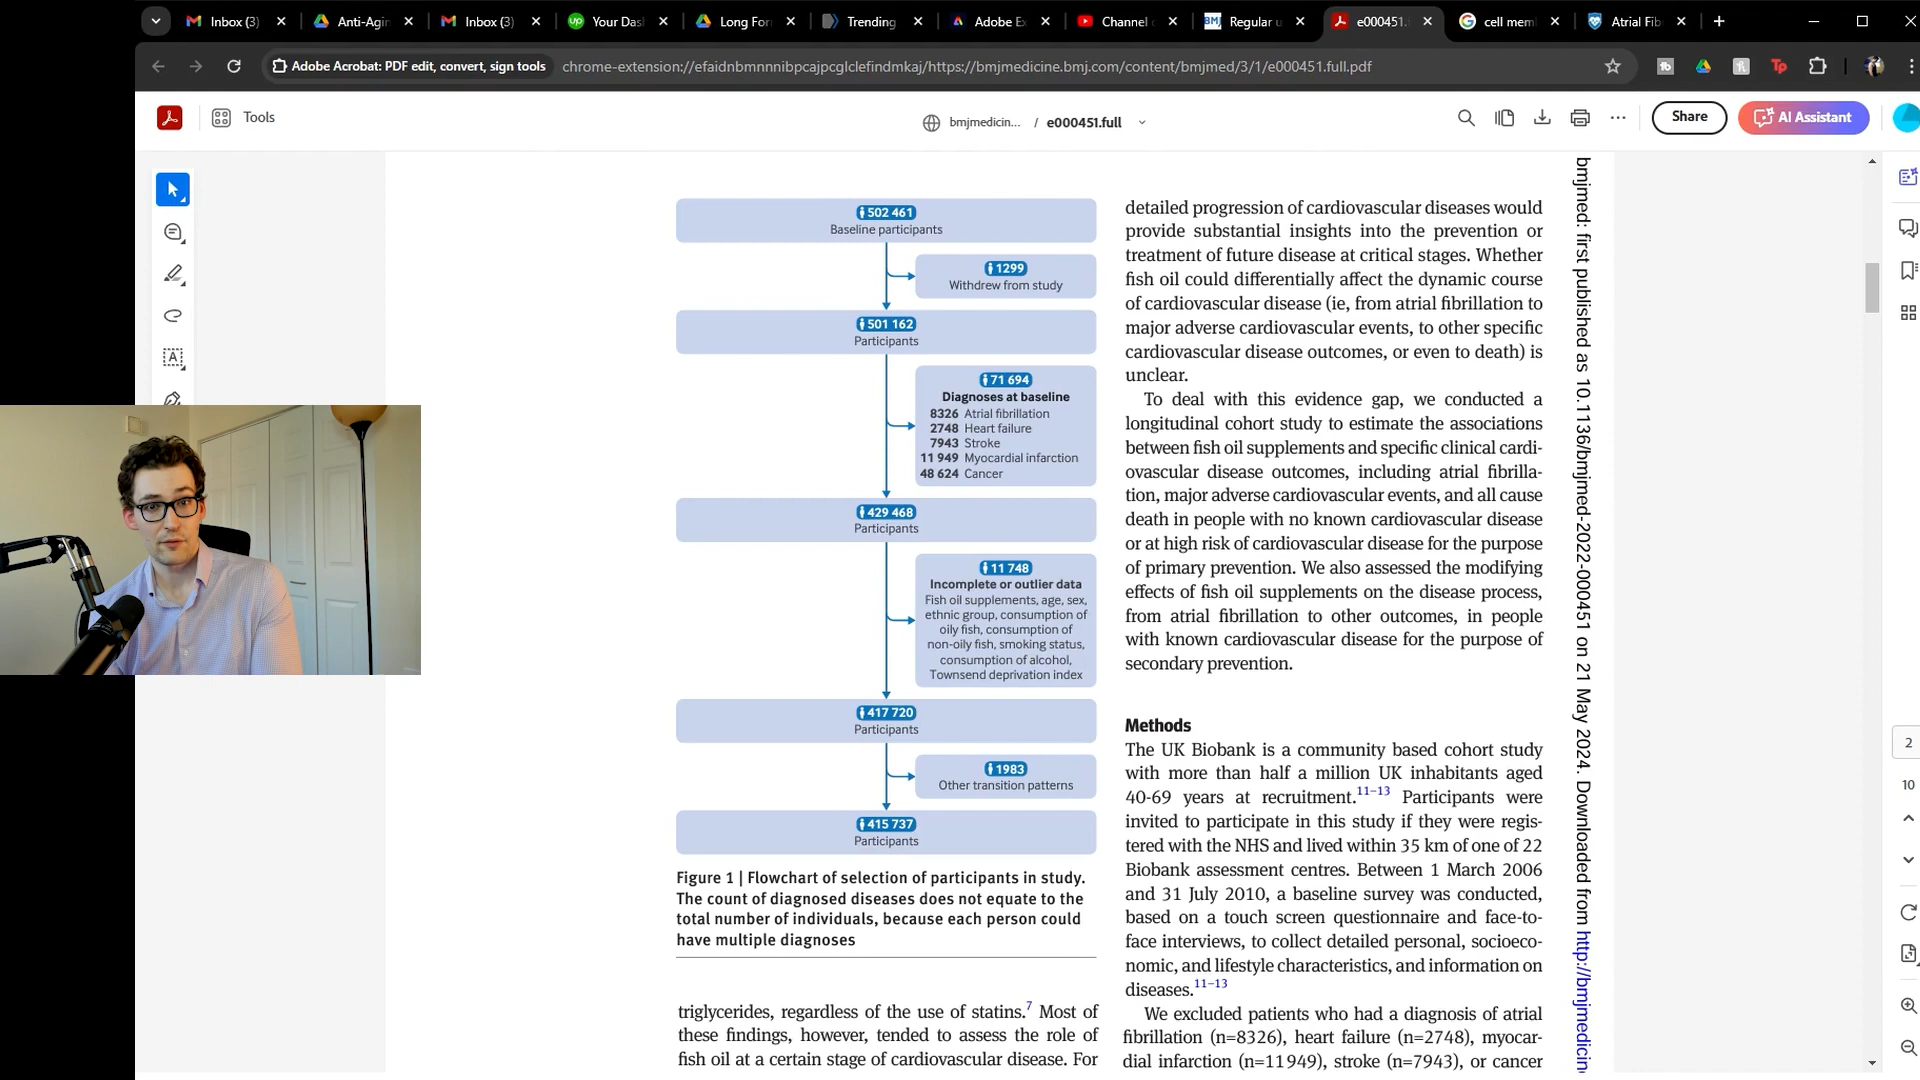 Inbox (3)
Anti-Agin
Inbox (3)
Your Das
Long For
Trending
Adobe Ex
Channel
Regular u
e000451.
cell mem
Atrial Fib
Adobe Acrobat: PDF edit, convert, sign tools
chrome-extension://efaidnbmnnnibpcajpcglclefindmkaj/https://bmjmedicine.bmj.com/content/bmjmed/3/1/e000451.full.pdf
Tools
bmjmedicin... / e000451.full
Share
AI Assistant
502 461
Baseline participants
1299
Withdrew from study
501 162
Participants
71 694
Diagnoses at baseline
8326 Atrial fibrillation
2748 Heart failure
7943 Stroke
11 949 Myocardial infarction
48 624 Cancer
429 468
Participants
11 748
Incomplete or outlier data
Fish oil supplements, age, sex,
ethnic group, consumption of
oily fish, consumption of
non-oily fish, smoking status,
consumption of alcohol,
Townsend deprivation index
417 720
Participants
1983
Other transition patterns
415 737
Participants
Figure 1 | Flowchart of selection of participants in study.
The count of diagnosed diseases does not equate to the
total number of individuals, because each person could
have multiple diagnoses
triglycerides, regardless of the use of statins.7 Most of
these findings, however, tended to assess the role of
fish oil at a certain stage of cardiovascular disease. For
detailed progression of cardiovascular diseases would
provide substantial insights into the prevention or
treatment of future disease at critical stages. Whether
fish oil could differentially affect the dynamic course
of cardiovascular disease (ie, from atrial fibrillation to
major adverse cardiovascular events, to other specific
cardiovascular disease outcomes, or even to death) is
unclear.
To deal with this evidence gap, we conducted a
longitudinal cohort study to estimate the associations
between fish oil supplements and specific clinical cardi-
ovascular disease outcomes, including atrial fibrilla-
tion, major adverse cardiovascular events, and all cause
death in people with no known cardiovascular disease
or at high risk of cardiovascular disease for the purpose
of primary prevention. We also assessed the modifying
effects of fish oil supplements on the disease process,
from atrial fibrillation to other outcomes, in people
with known cardiovascular disease for the purpose of
secondary prevention.
Methods
The UK Biobank is a community based cohort study
with more than half a million UK inhabitants aged
40-69 years at recruitment.11–13 Participants were
invited to participate in this study if they were regis-
tered with the NHS and lived within 35 km of one of 22
Biobank assessment centres. Between 1 March 2006
and 31 July 2010, a baseline survey was conducted,
based on a touch screen questionnaire and face-to-
face interviews, to collect detailed personal, socioeco-
nomic, and lifestyle characteristics, and information on
diseases.11–13
We excluded patients who had a diagnosis of atrial
fibrillation (n=8326), heart failure (n=2748), myocar-
dial infarction (n=11949), stroke (n=7943), or cancer
bmjmed: first published as 10.1136/bmjmed-2022-000451 on 21 May 2024. Downloaded from http://bmjmedicine
2
10